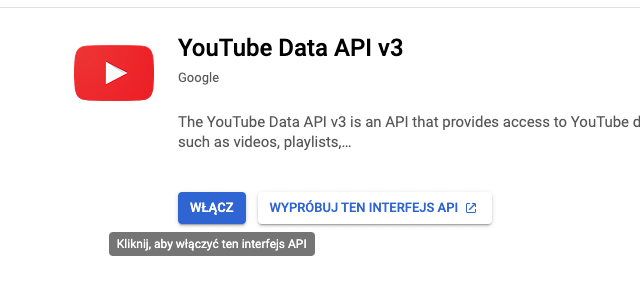 YouTube Data API v3
Google
The YouTube Data API v3 is an API that provides access to YouTube d
such as videos, playlists,...
WŁĄCZ
WYPRÓBUJ TEN INTERFEJS API
Kliknij, aby włączyć ten interfejs API